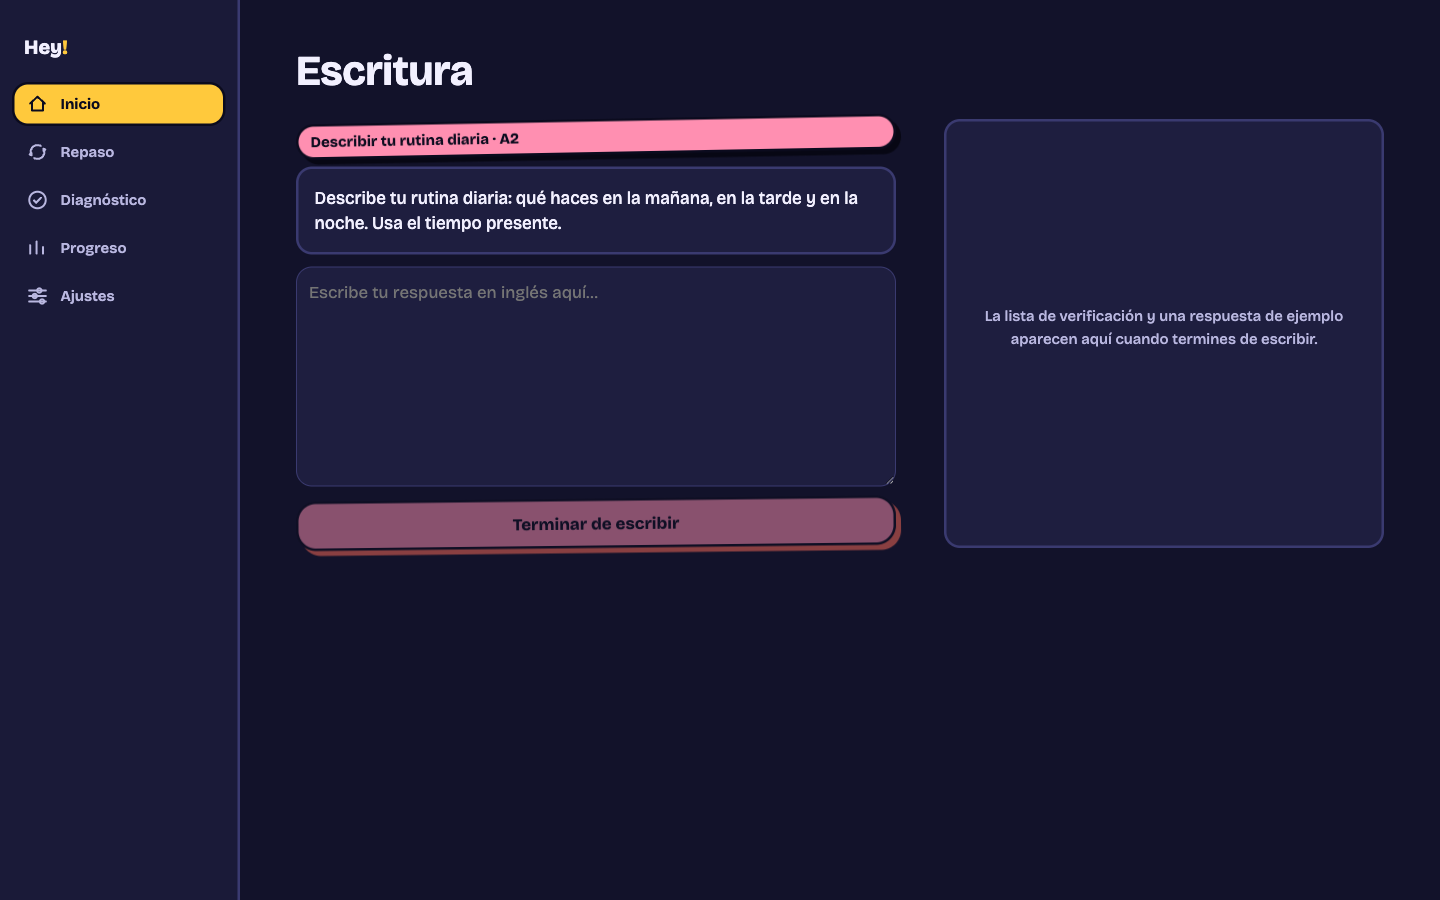 Hey!
Inicio
Repaso
Diagnóstico
Progreso
Ajustes
Escritura
Describir tu rutina diaria · A2
Describe tu rutina diaria: qué haces en la mañana, en la tarde y en la
noche. Usa el tiempo presente.
Escribe tu respuesta en inglés aquí...
Terminar de escribir
La lista de verificación y una respuesta de ejemplo
aparecen aquí cuando termines de escribir.